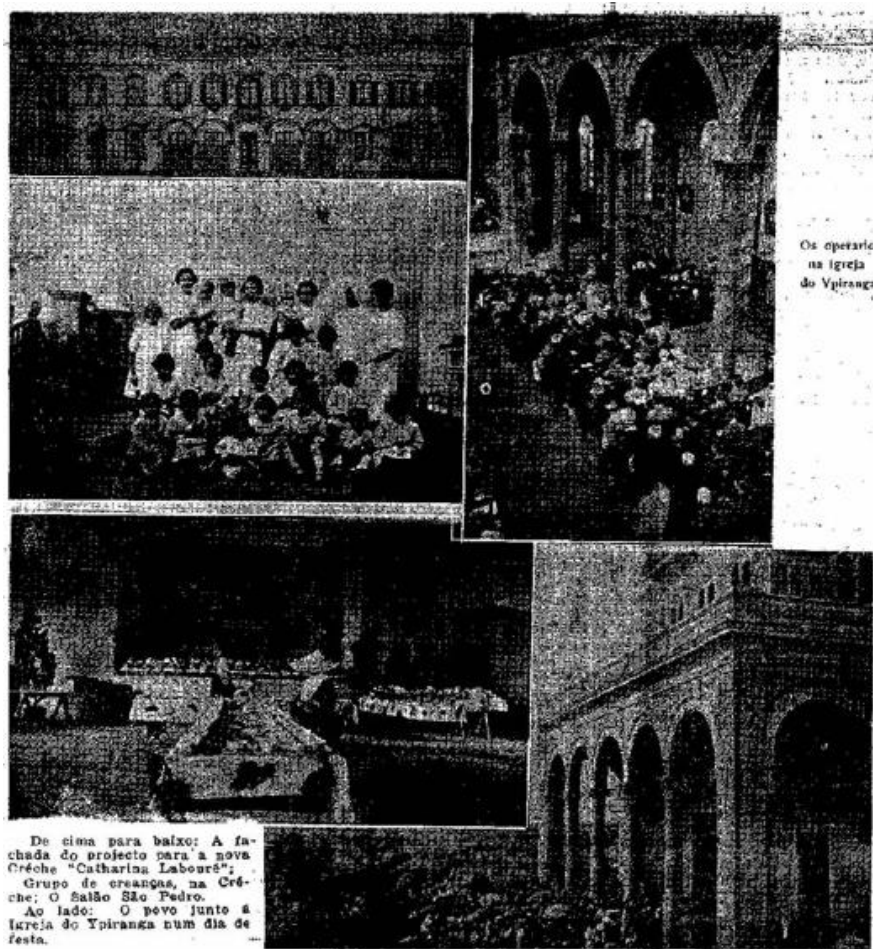 Os operario
na igreja
do Ypiranga
De cima para baixo: A fa-
chada do projecto para a nova
Créche "Catharina Labouré";
Grupo de creanças, na Cré-
che; O Salão São Pedro.
Ao lado: O povo junto á
Igreja do Ypiranga num dia de
festa.